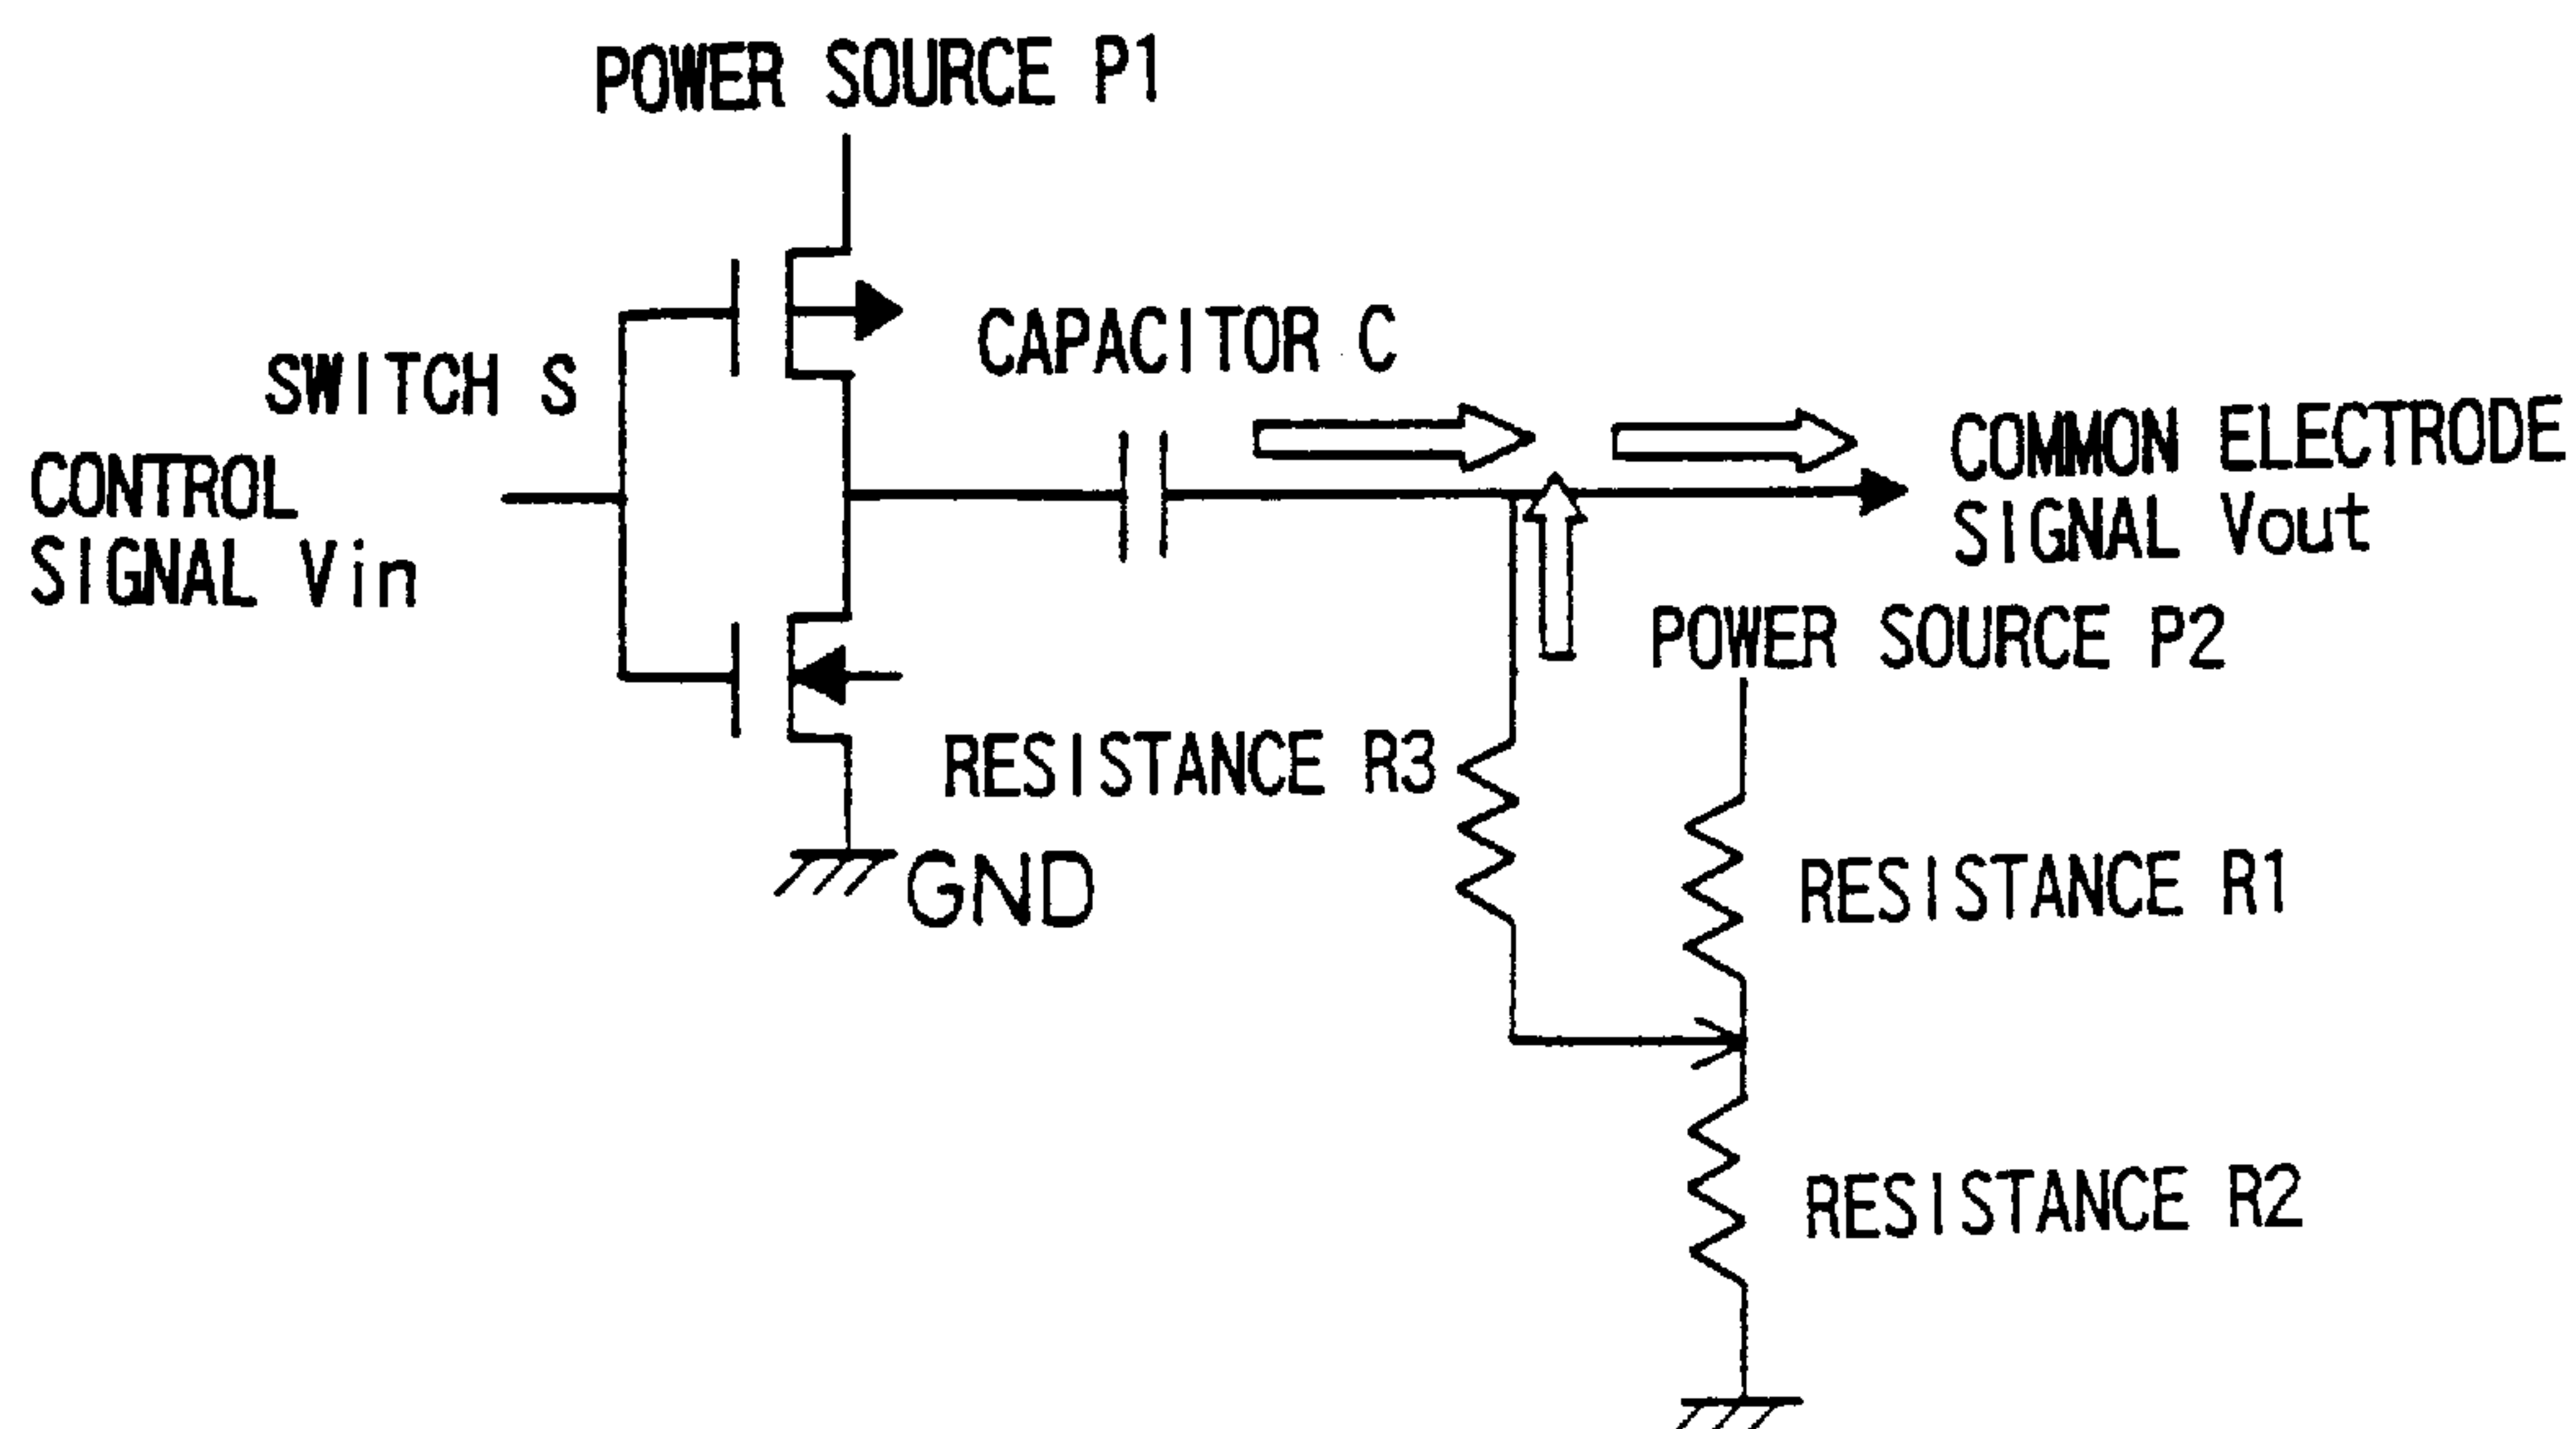 POWER SOURCE P1
SWITCH S
CAPACITOR C
CONTROL
SIGNAL Vin
COMMON ELECTRODE
SIGNAL Vout
POWER SOURCE P2
RESISTANCE R3
GND
RESISTANCE R1
RESISTANCE R2